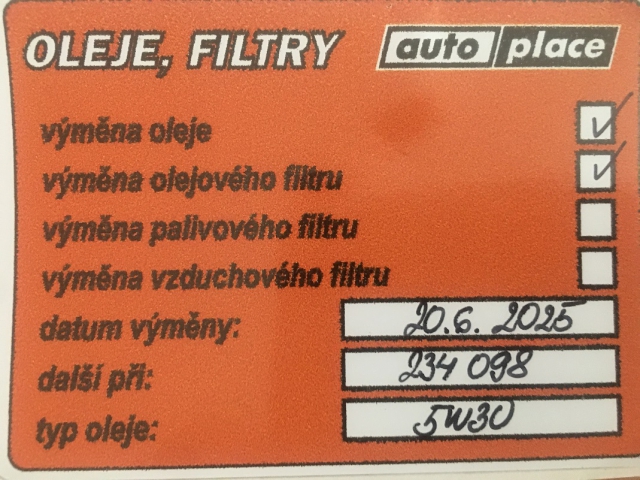 OLEJE, FILTRY auto place
výměna oleje
výměna olejového filtru
výměna palivového filtru
výměna vzduchového filtru
datum výměny: 20.6. 2025
další při: 234 098
typ oleje: 5W30